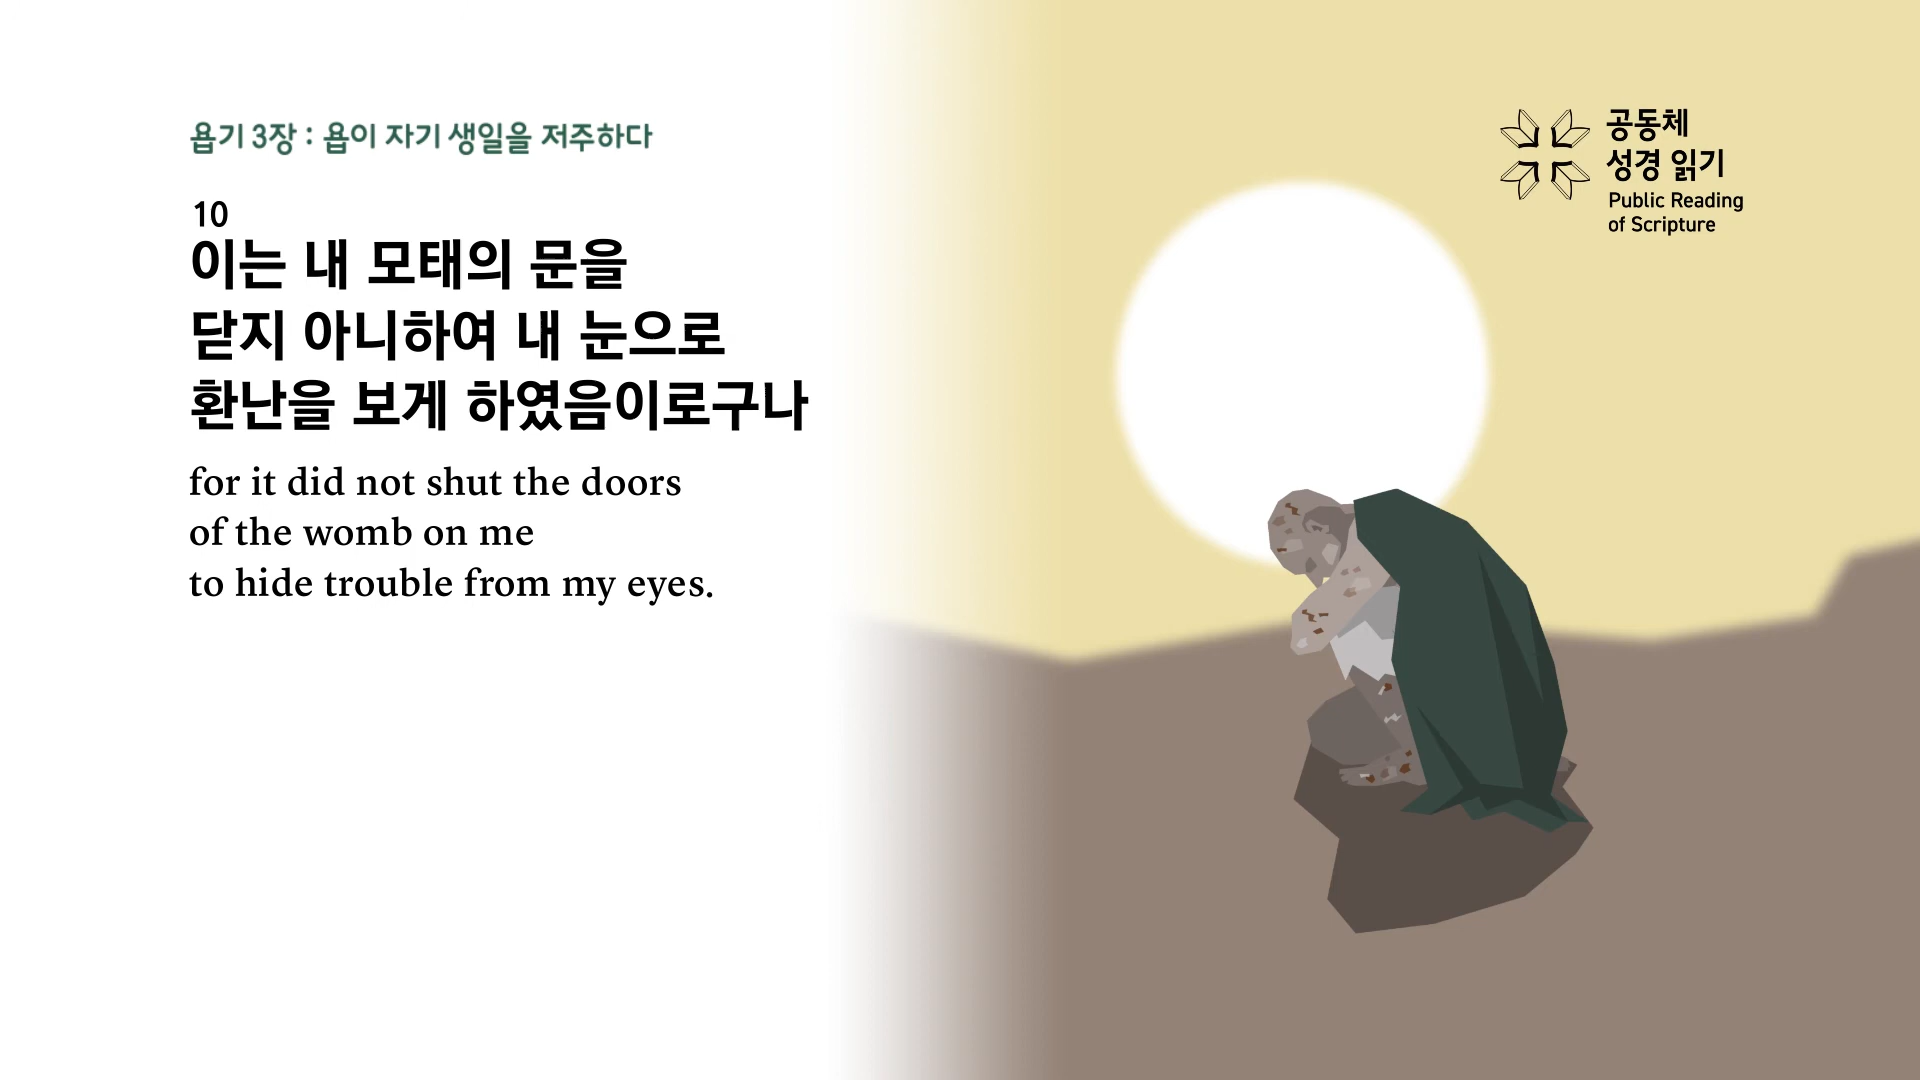 욥기 3장 : 욥이 자기 생일을 저주하다
10
이는 내 모태의 문을
닫지 아니하여 내 눈으로
환난을 보게 하였음이로구나
for it did not shut the doors
of the womb on me
to hide trouble from my eyes.
공동체
성경 읽기
Public Reading
of Scripture